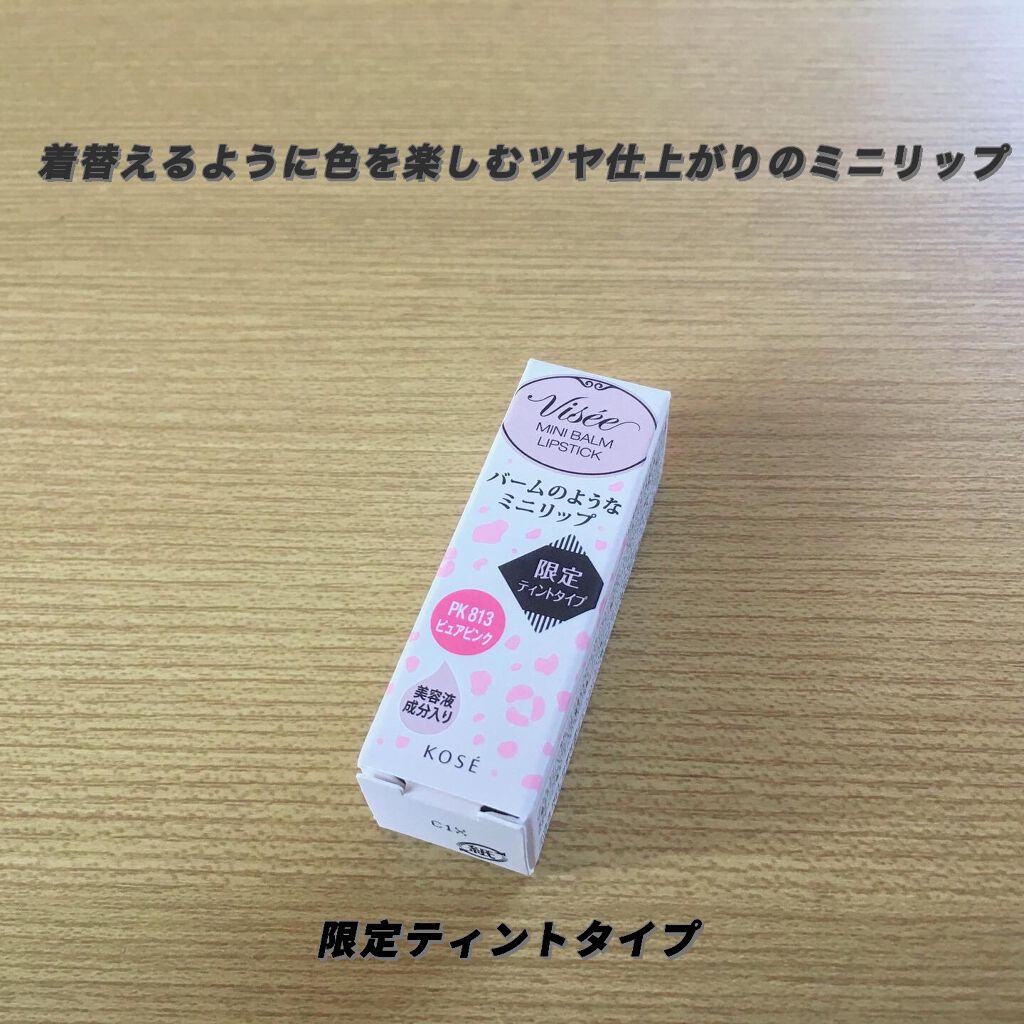 着替えるように色を楽しむツヤ仕上がりのミニリップ
Visée
MINI BALM
LIPSTICK
バームのような
ミニリップ
限定
ティントタイプ
PK813
ピュアピンク
美容液
成分入り
KOSÉ
C1X
紙
限定ティントタイプ